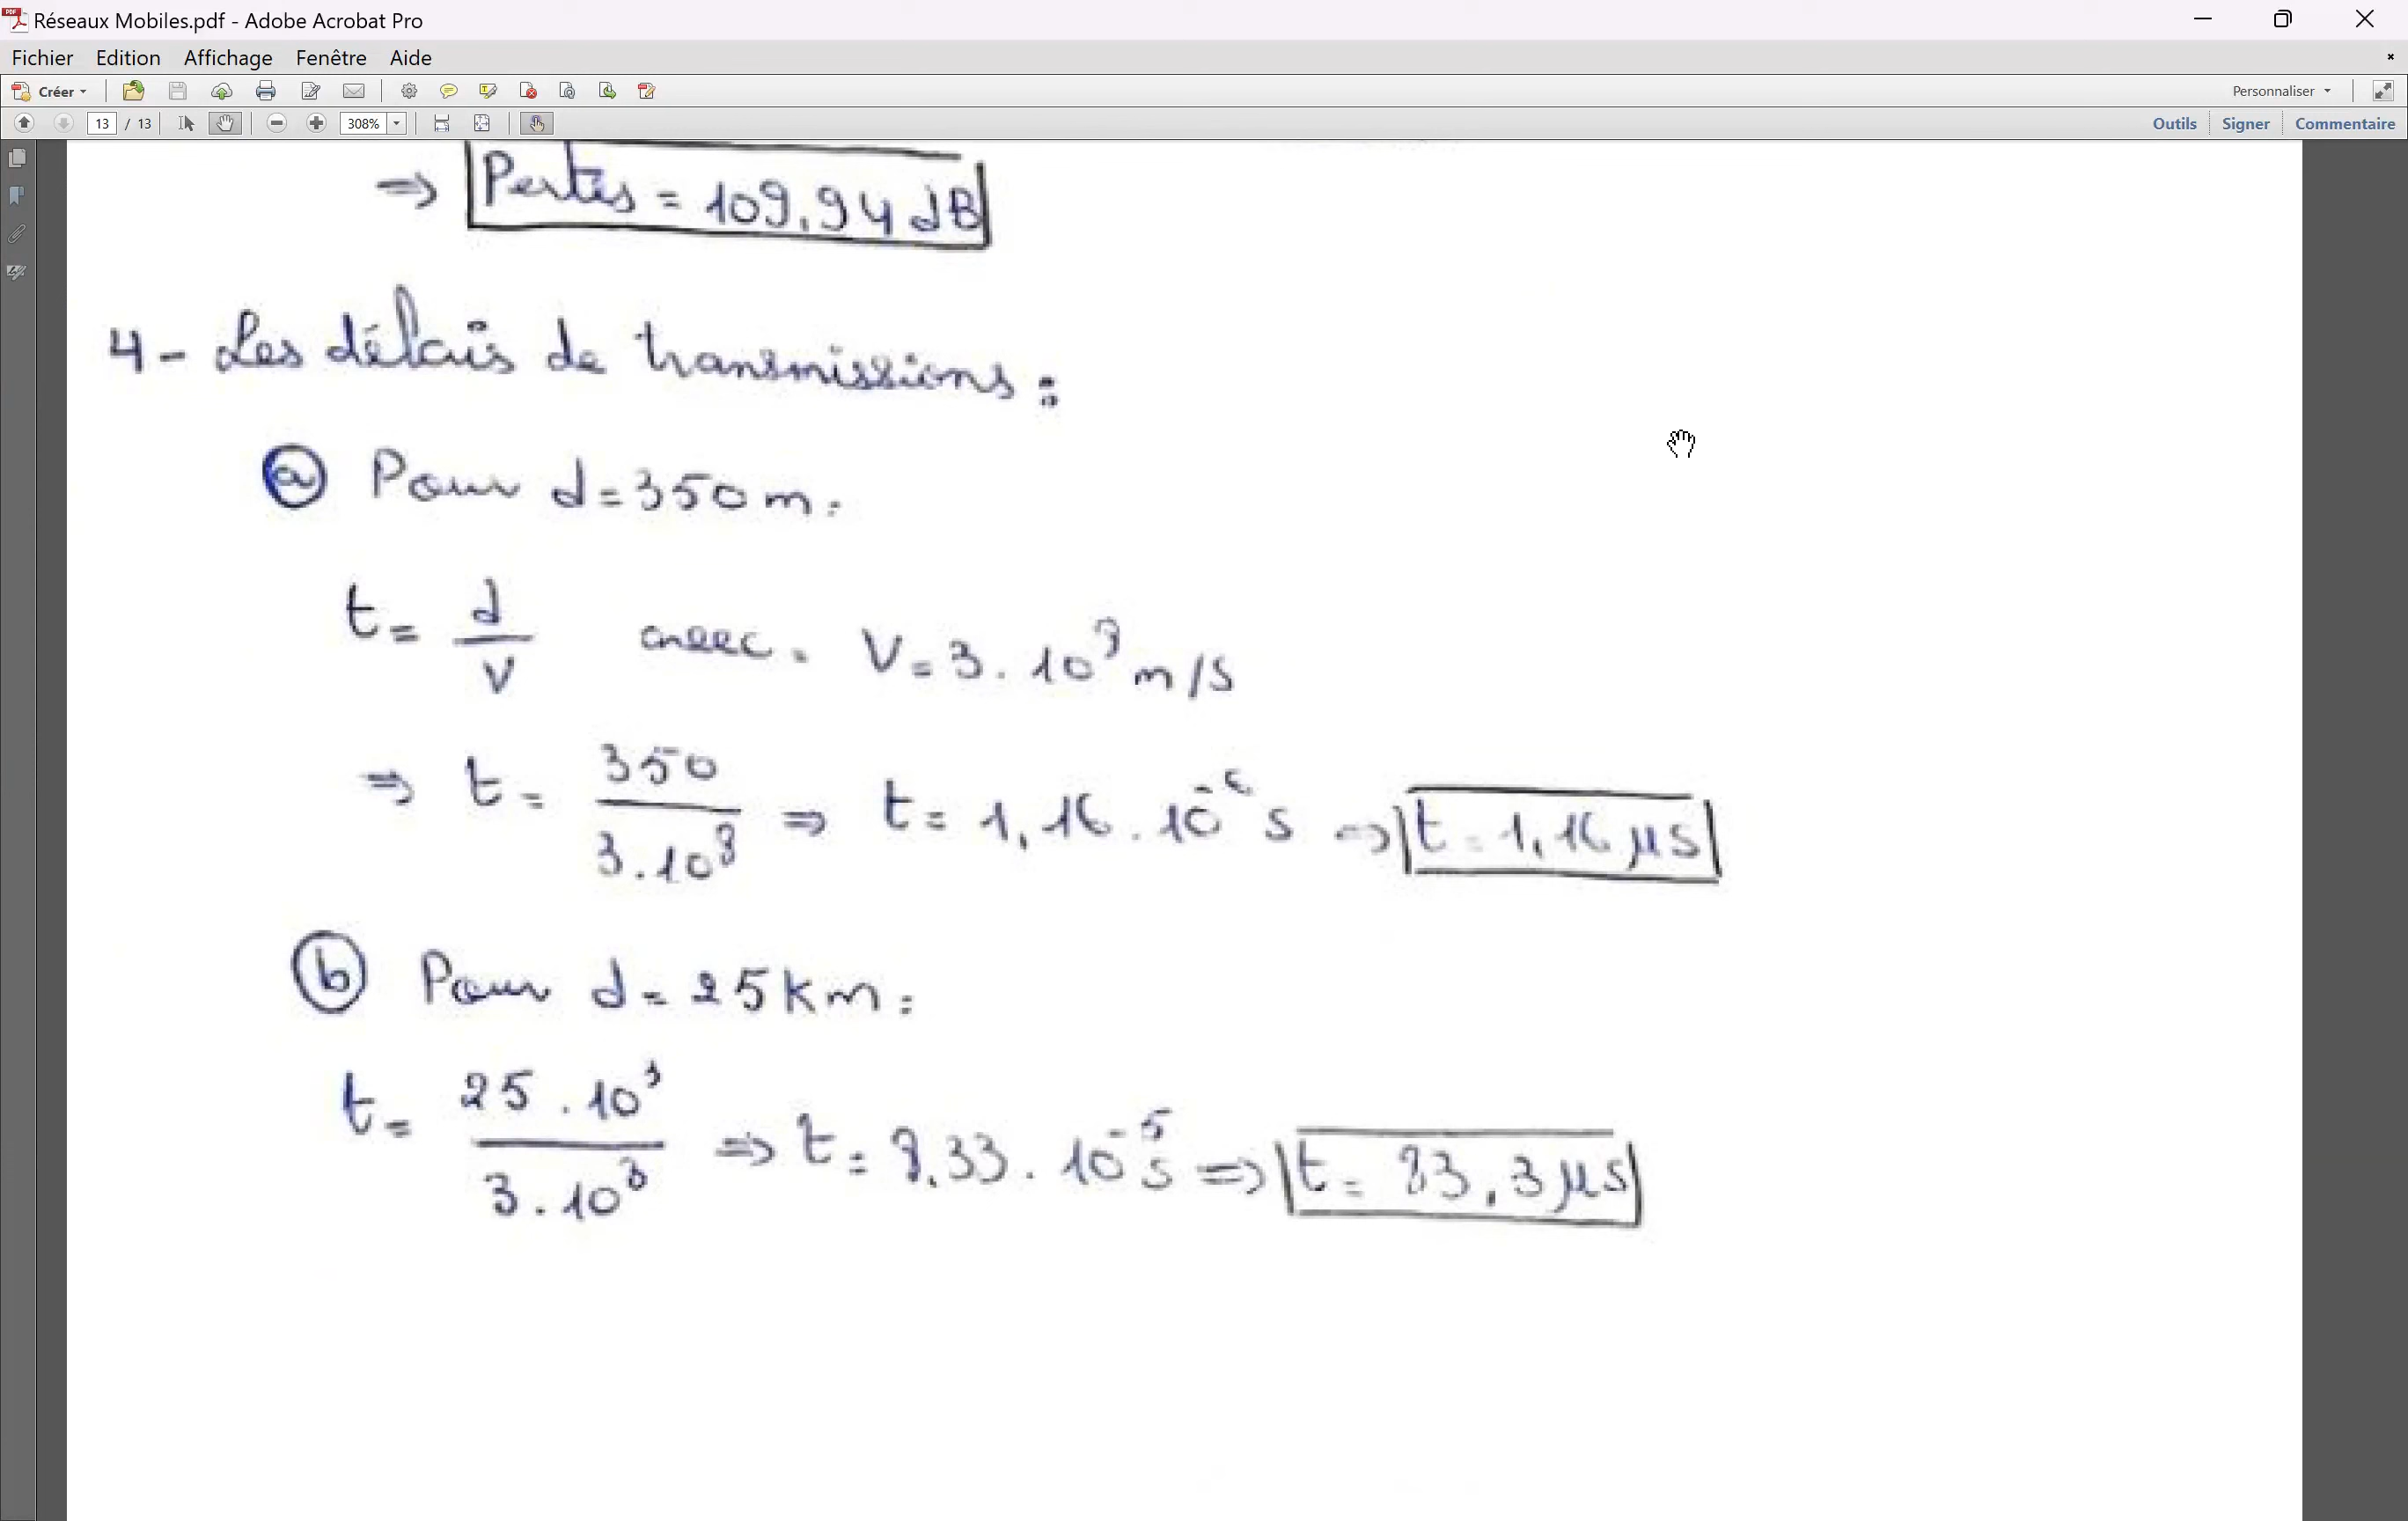 Réseaux Mobiles.pdf - Adobe Acrobat Pro
Fichier Edition Affichage Fenêtre Aide
Créer Personnaliser
13 / 13 308% Outils Signer Commentaire
⇒ Pertes = 109,94 dB
4 - Les délais de transmissions :
ⓐ Pour d = 350 m :
t = d / V avec : V = 3 . 10⁸ m/s
⇒ t = 350 / 3 . 10⁸ ⇒ t = 1,16 . 10⁻⁶ s ⇒ t = 1,16 µs
ⓑ Pour d = 25 km :
t = 25 . 10³ / 3 . 10⁸ ⇒ t = 8,33 . 10⁻⁵ s ⇒ t = 83,3 µs